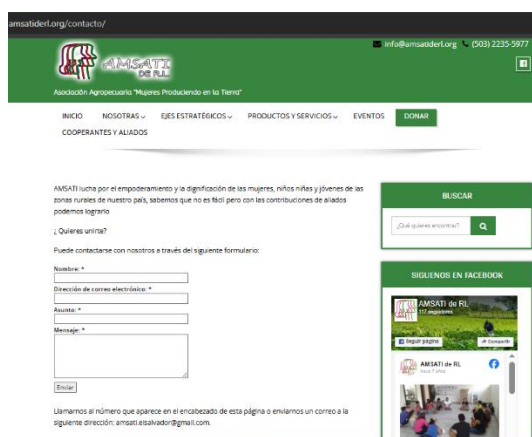 amsatiderl.org/contacto/
Info@amsatiderl.org (503) 2235-5977
AMSATI
DE R.L.
Asociación Agropecuaria "Mujeres Produciendo en la Tierra"
INICIO NOSOTRAS EJES ESTRATÉGICOS PRODUCTOS Y SERVICIOS EVENTOS DONAR
COOPERANTES Y ALIADOS
AMSATI lucha por el empoderamiento y la dignificación de las mujeres, niños niñas y jóvenes de las
zonas rurales de nuestro país, sabemos que no es fácil pero con las contribuciones de aliados
podemos lograrlo
¿ Quieres unirte?
Puede contactarse con nosotros a través del siguiente formulario:
Nombre: *
Dirección de correo electrónico: *
Asunto: *
Mensaje: *
Enviar
Llamarnos al número que aparece en el encabezado de esta página o enviarnos un correo a la
siguiente dirección: amsati.elsalvador@gmail.com.
BUSCAR
¿Qué quieres encontrar?
SIGUENOS EN FACEBOOK
AMSATI de RL
117 seguidores
Seguir página Compartir
AMSATI de RL